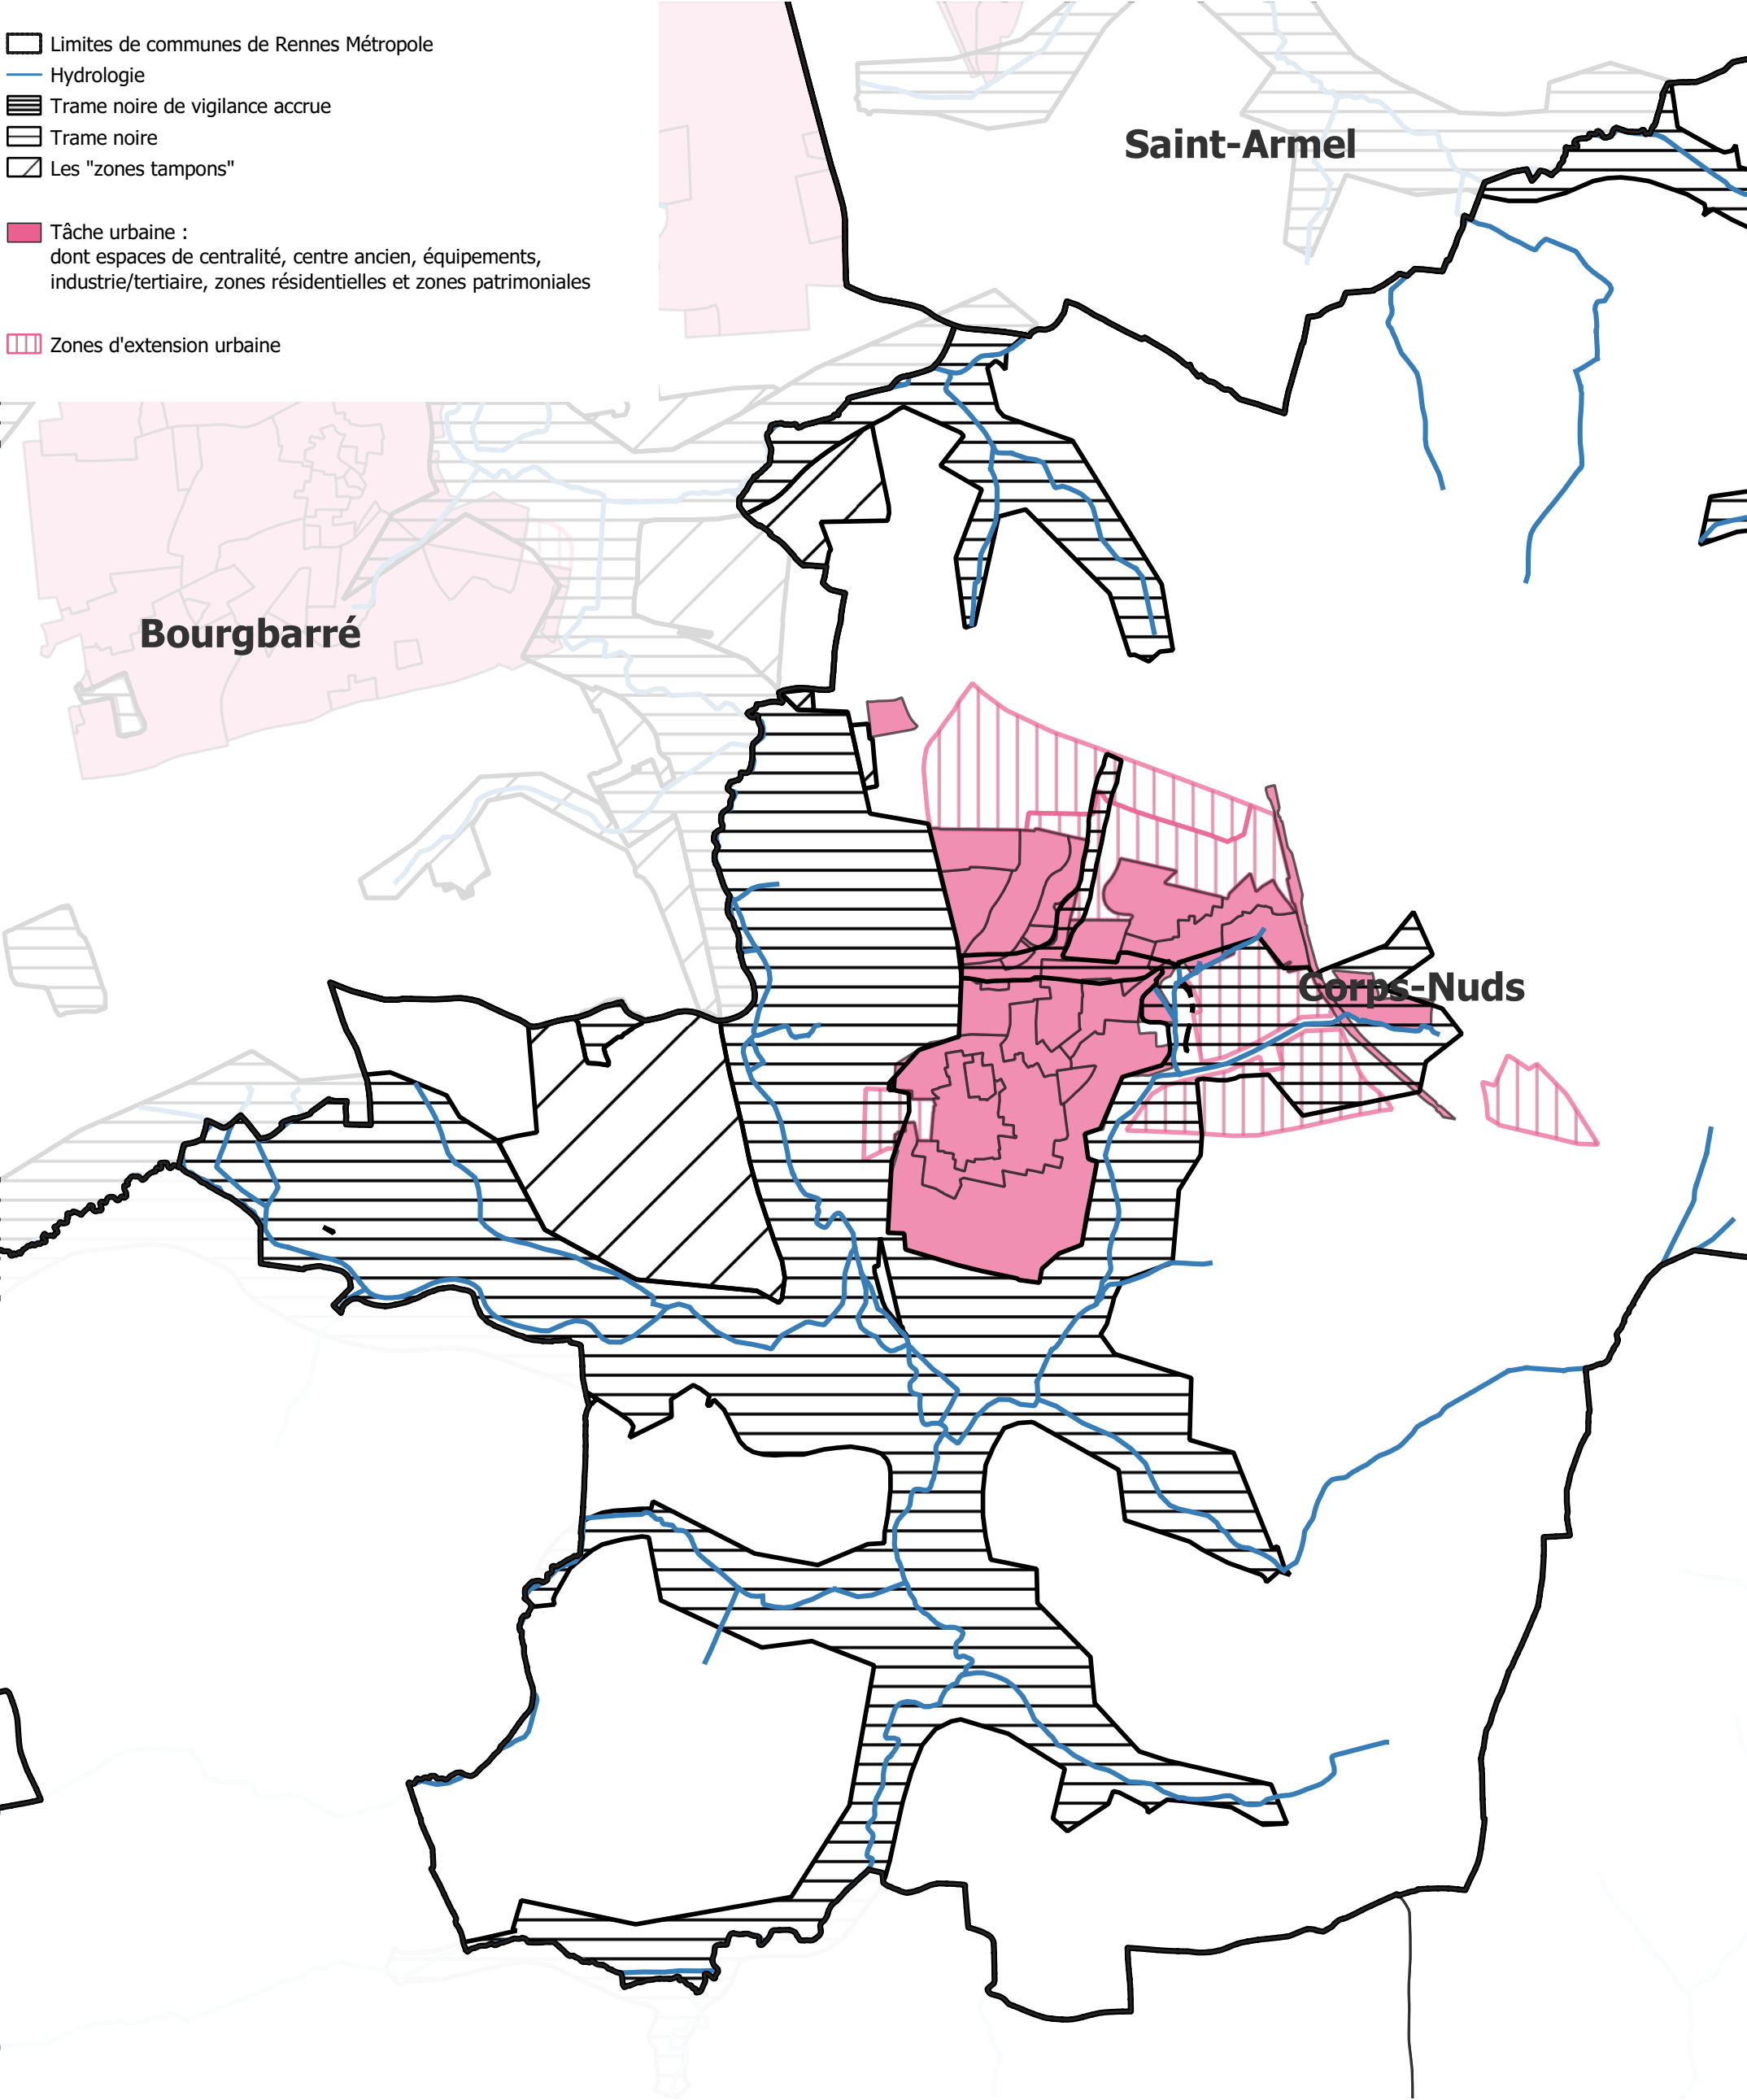 Limites de communes de Rennes Métropole
Hydrologie
Trame noire de vigilance accrue
Trame noire
Les "zones tampons"
Tâche urbaine :
dont espaces de centralité, centre ancien, équipements,
industrie/tertiaire, zones résidentielles et zones patrimoniales
Zones d'extension urbaine
Saint-Armel
Bourgbarré
Corps-Nuds